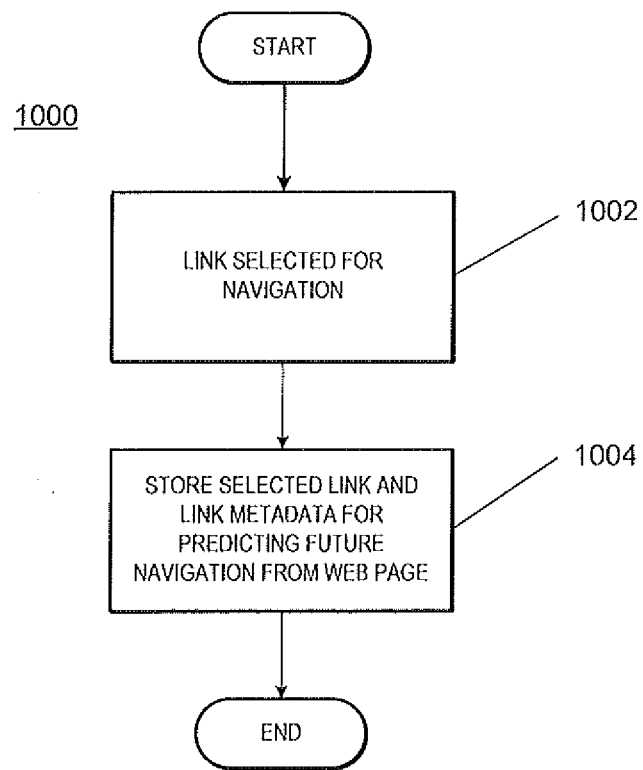 START
1000
1002
LINK SELECTED FOR
NAVIGATION
1004
STORE SELECTED LINK AND
LINK METADATA FOR
PREDICTING FUTURE
NAVIGATION FROM WEB PAGE
END